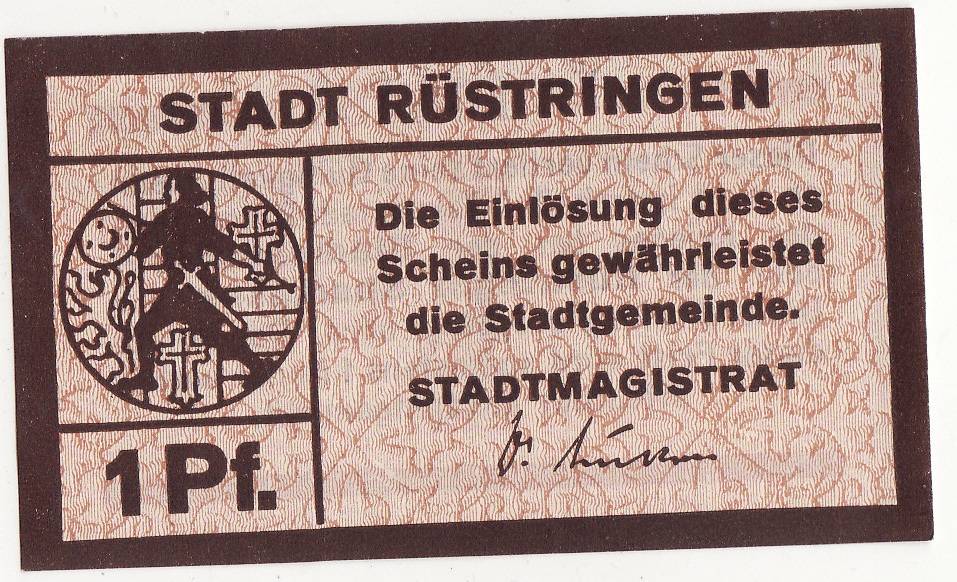 STADT RÜSTRINGEN
Die Einlösung dieses
Scheins gewährleistet
die Stadtgemeinde.
STADTMAGISTRAT
1 Pf.